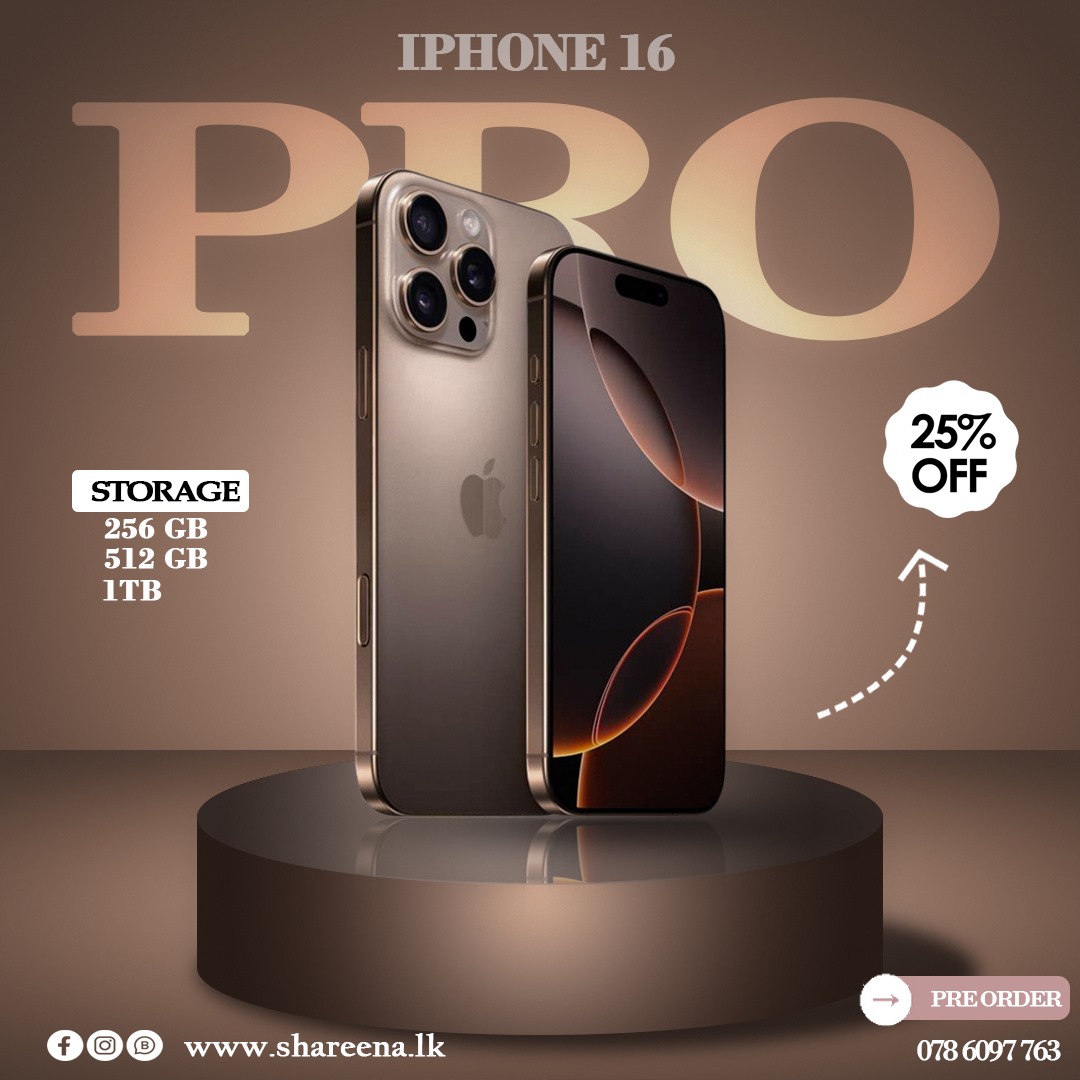 IPHONE 16
PRO
25%
OFF
STORAGE
256 GB
512 GB
1TB
PRE ORDER
www.shareena.lk
078 6097 763